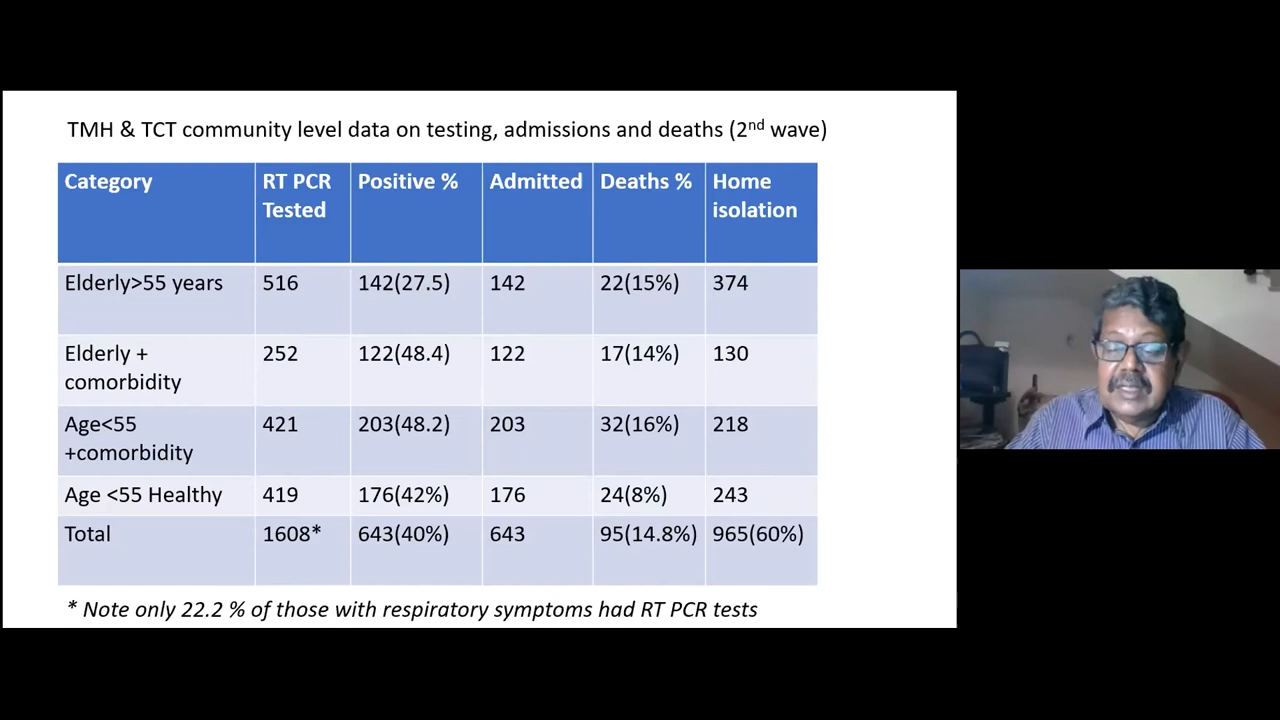 TMH & TCT community level data on testing, admissions and deaths (2nd wave)
Category RT PCR Tested Positive % Admitted Deaths % Home isolation
Elderly>55 years 516 142(27.5) 142 22(15%) 374
Elderly + comorbidity 252 122(48.4) 122 17(14%) 130
Age<55 +comorbidity 421 203(48.2) 203 32(16%) 218
Age <55 Healthy 419 176(42%) 176 24(8%) 243
Total 1608* 643(40%) 643 95(14.8%) 965(60%)
* Note only 22.2 % of those with respiratory symptoms had RT PCR tests